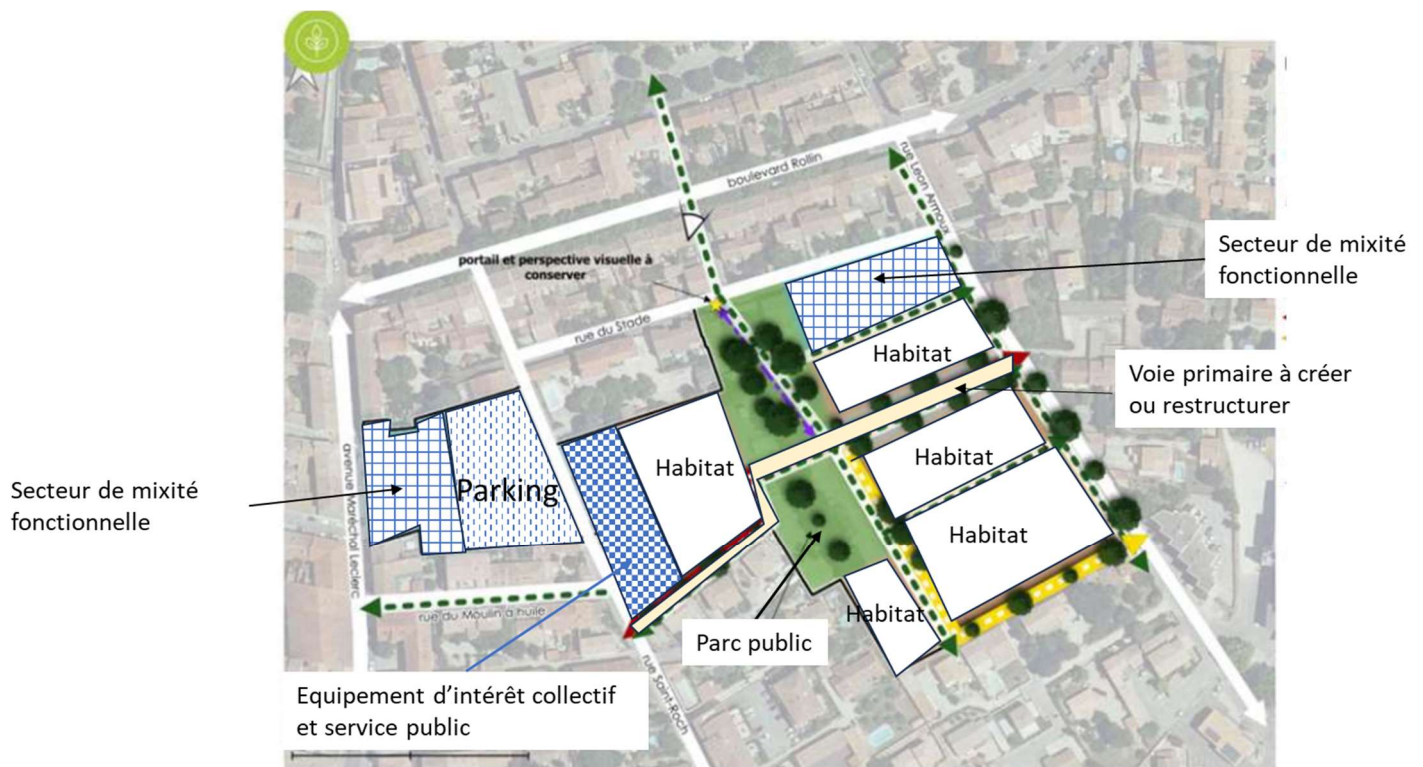 boulevard Rollin
rue Léon Arnoux
Secteur de mixité
fonctionnelle
portail et perspective visuelle à
conserver
rue du Stade
Habitat
Voie primaire à créer
ou restructurer
avenue Maréchal Leclerc
Parking
Habitat
Habitat
Secteur de mixité
fonctionnelle
Habitat
rue du Moulin à huile
Habitat
Parc public
rue Saint-Roch
Equipement d'intérêt collectif
et service public